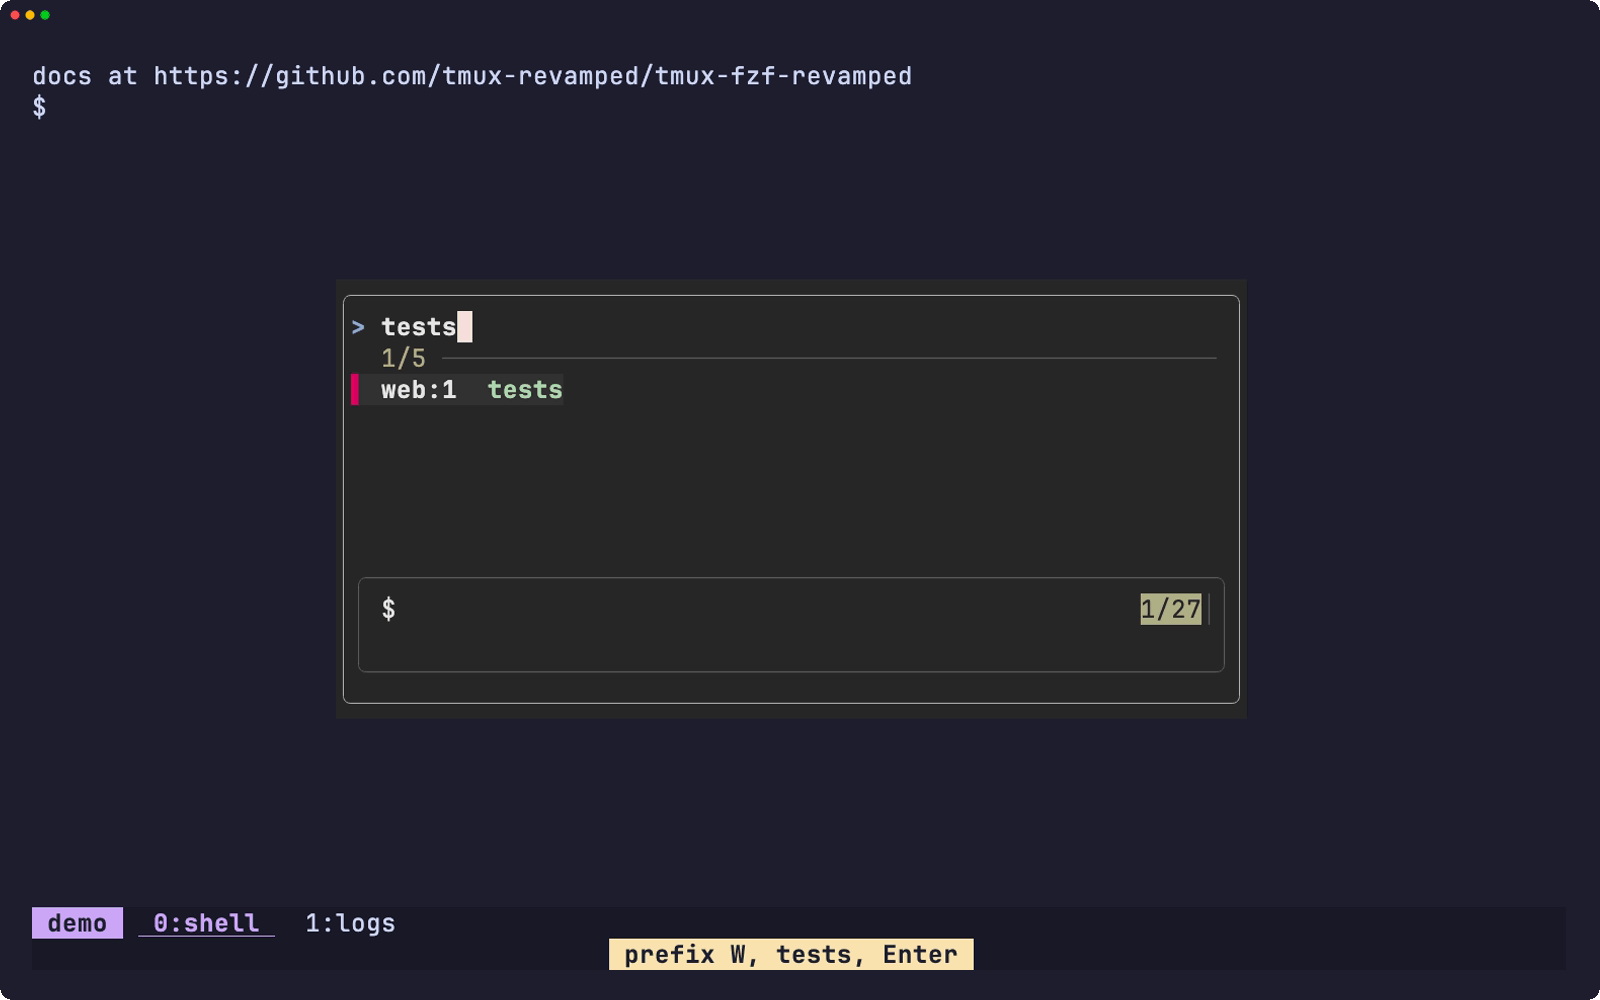 docs at https://github.com/tmux-revamped/tmux-fzf-revamped
$
> tests
1/5
web:1  tests
$ 1/27
demo 0:shell 1:logs
prefix W, tests, Enter